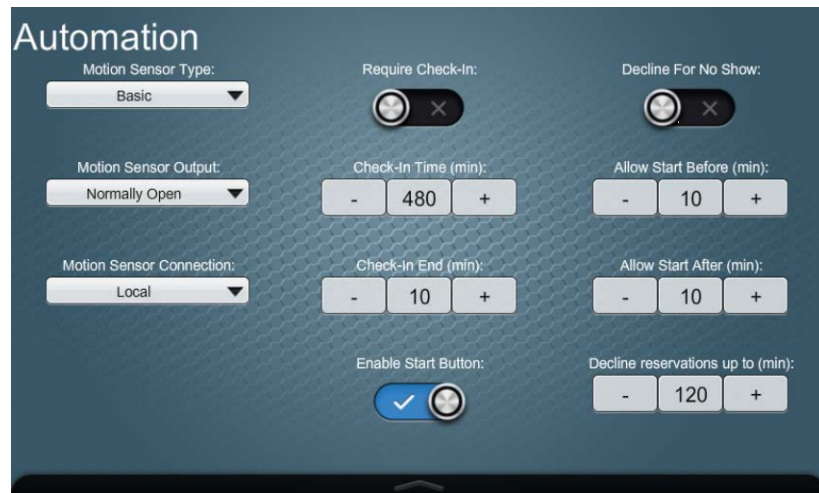 Automation
Motion Sensor Type:
Basic
Require Check-In:
Decline For No Show:
Motion Sensor Output:
Normally Open
Check-In Time (min):
- 480 +
Allow Start Before (min):
- 10 +
Motion Sensor Connection:
Local
Check-In End (min):
- 10 +
Allow Start After (min):
- 10 +
Enable Start Button:
Decline reservations up to (min):
- 120 +